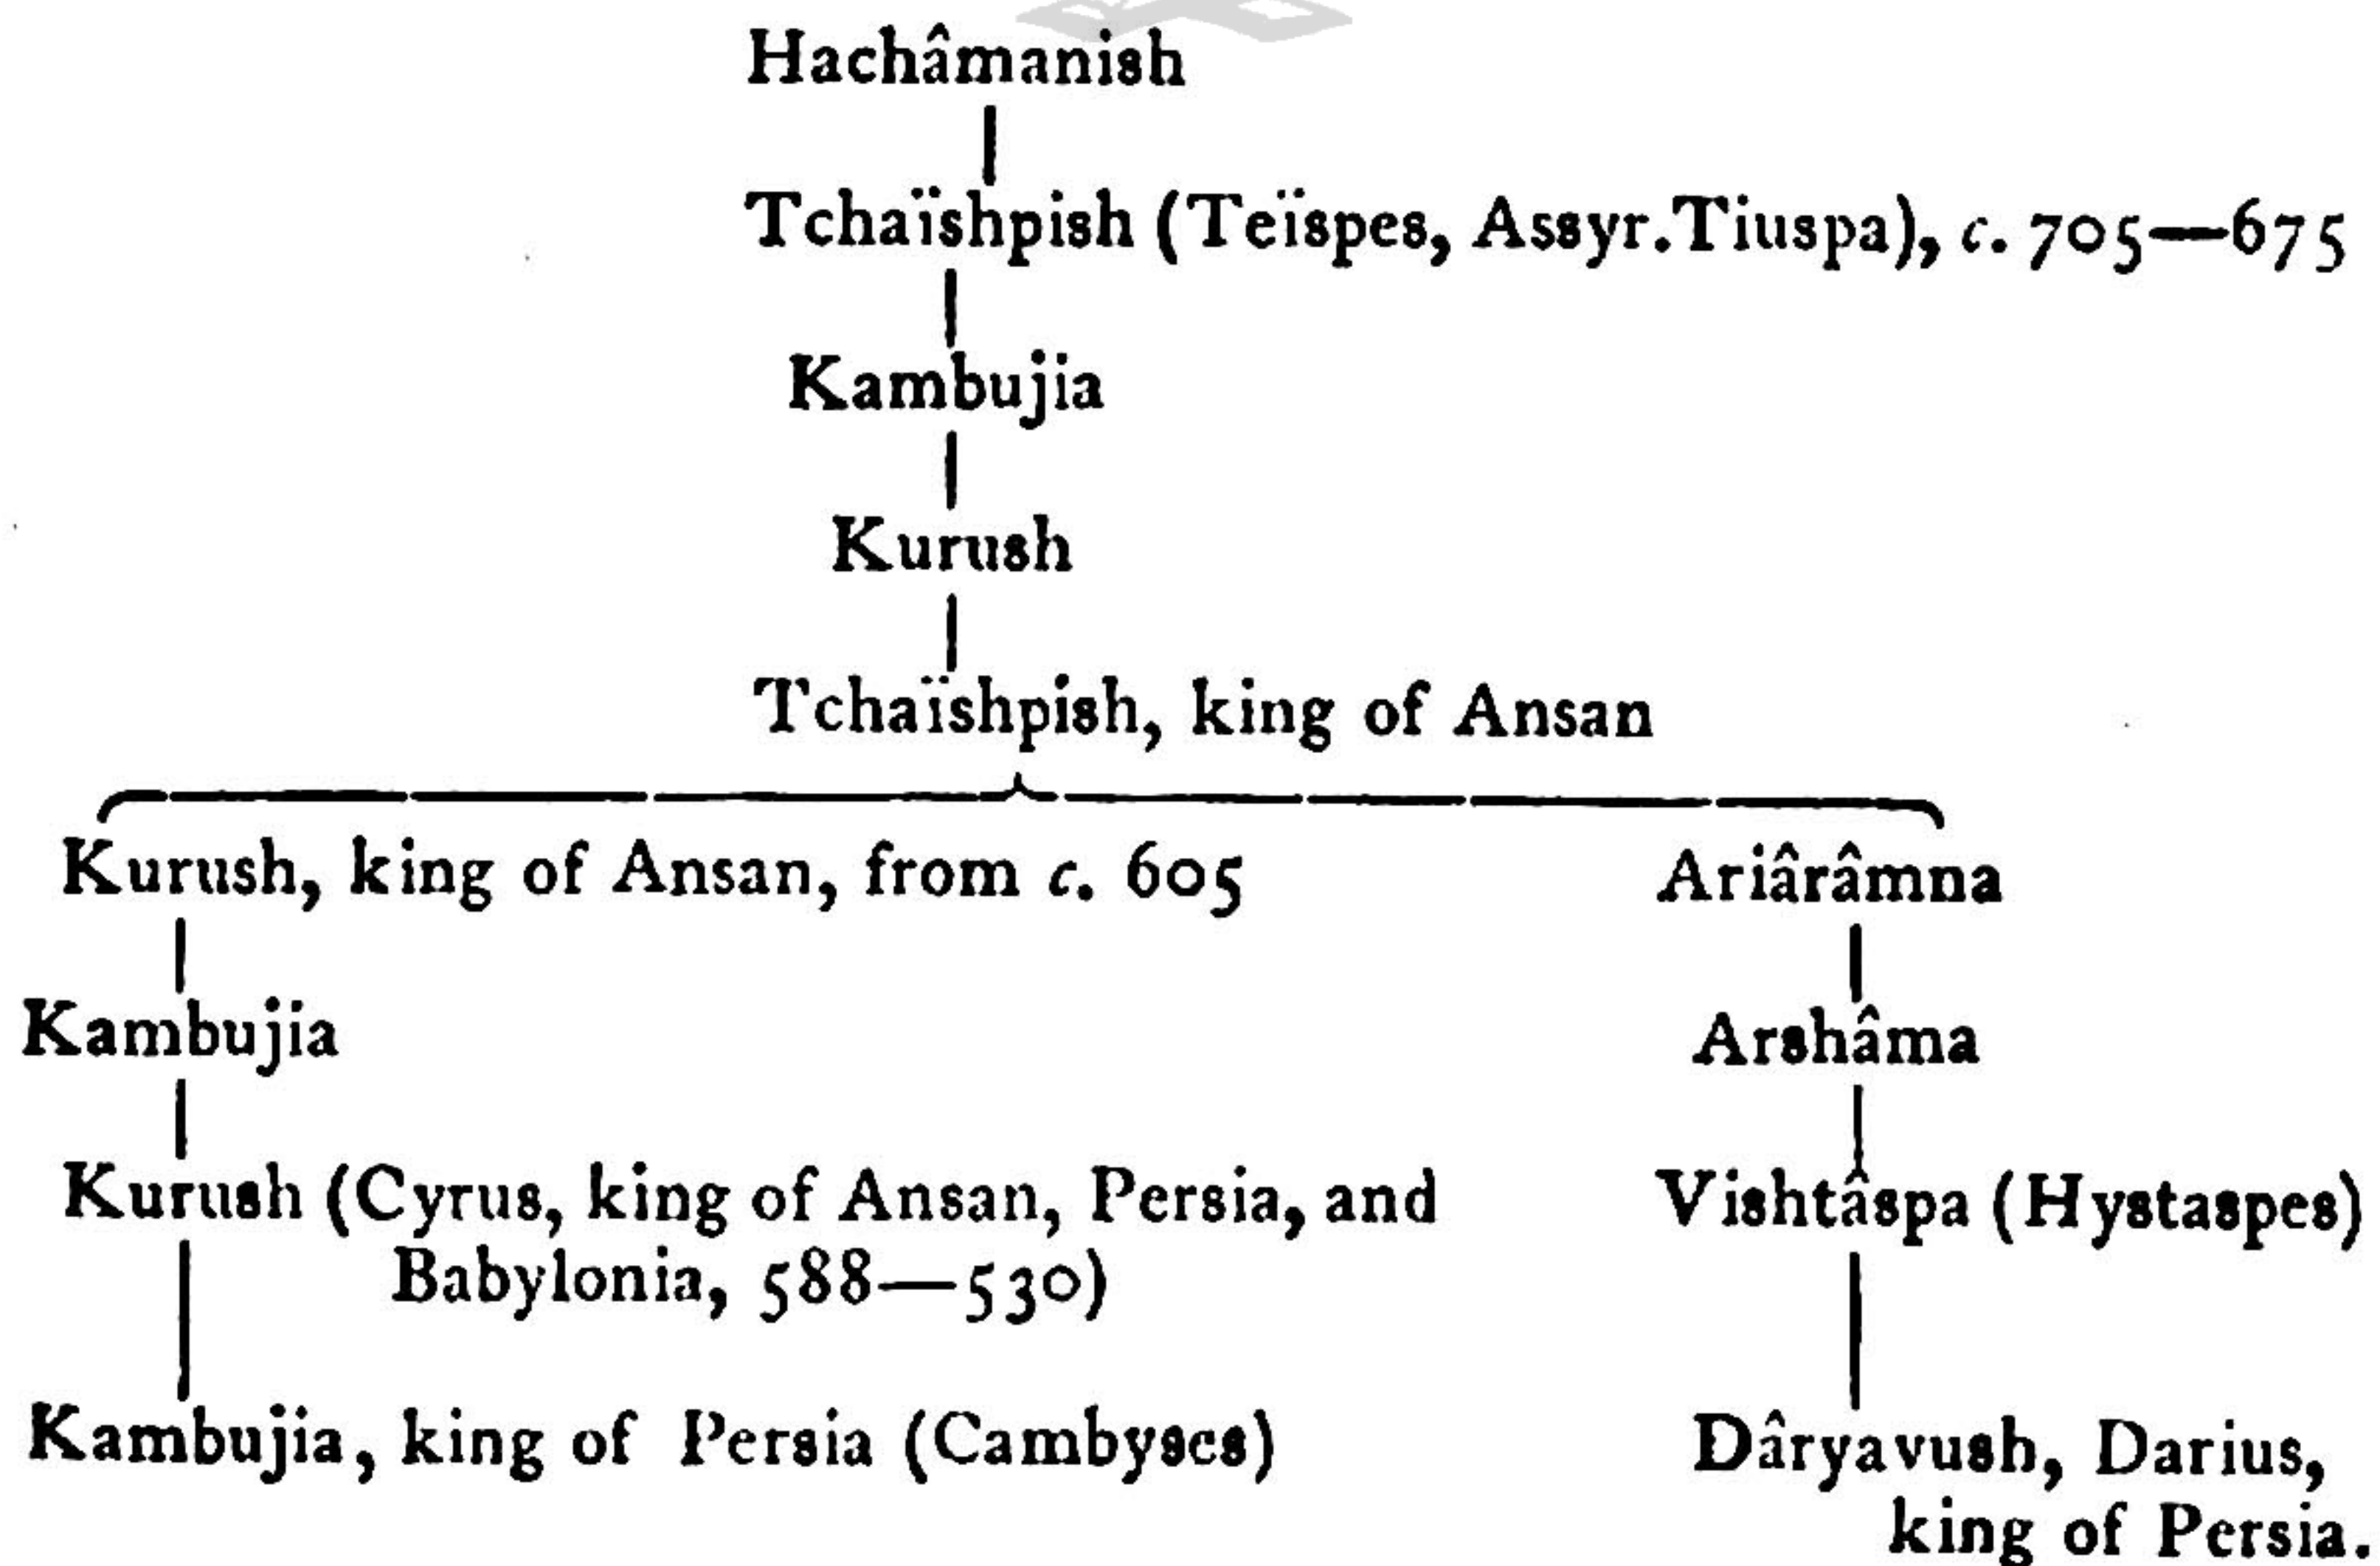 Hachâmanish
Tchaïshpish (Teïspes, Assyr. Tiuspa), c. 705—675
Kambujia
Kurush
Tchaïshpish, king of Ansan
Kurush, king of Ansan, from c. 605
Ariârâmna
Kambujia
Arshâma
Kurush (Cyrus, king of Ansan, Persia, and
Babylonia, 588—530)
Vishtâspa (Hystaspes)
Kambujia, king of Persia (Cambyses)
Dâryavush, Darius,
king of Persia.